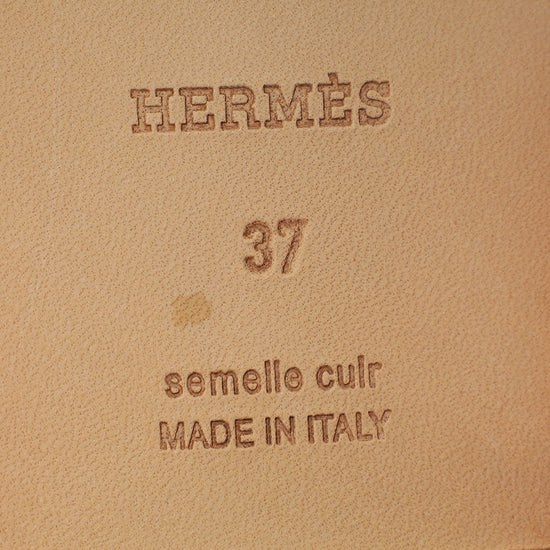 HERMÈS
37
semelle cuir
MADE IN ITALY